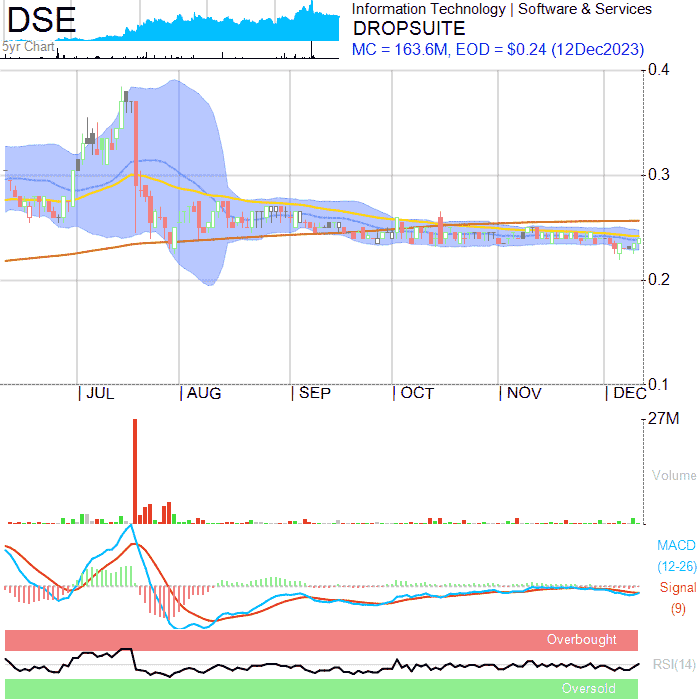 DSE
5yr Chart
Information Technology | Software & Services
DROPSUITE
MC = 163.6M, EOD = $0.24 (12Dec2023)
0.4
0.3
0.2
0.1
| JUL | AUG | SEP | OCT | NOV | DEC
27M
Volume
MACD
(12-26)
Signal
(9)
Overbought
RSI(14)
Oversold